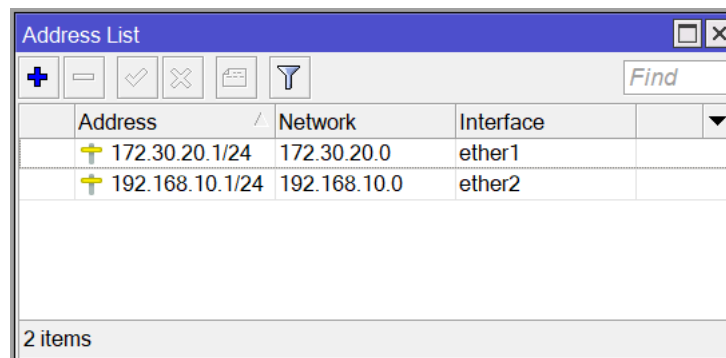 Address List
Find
Address Network Interface
172.30.20.1/24 172.30.20.0 ether1
192.168.10.1/24 192.168.10.0 ether2
2 items